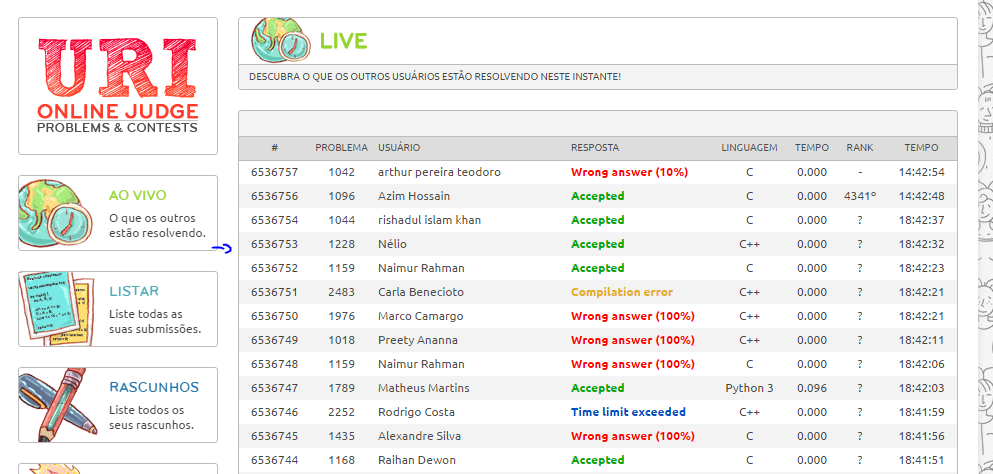 URI
ONLINE JUDGE
PROBLEMS & CONTESTS
AO VIVO
O que os outros
estão resolvendo.
LISTAR
Liste todas as
suas submissões.
RASCUNHOS
Liste todos os
seus rascunhos.
LIVE
DESCUBRA O QUE OS OUTROS USUÁRIOS ESTÃO RESOLVENDO NESTE INSTANTE!
# PROBLEMA USUÁRIO RESPOSTA LINGUAGEM TEMPO RANK TEMPO
6536757 1042 arthur pereira teodoro Wrong answer (10%) C 0.000 - 14:42:54
6536756 1096 Azim Hossain Accepted C 0.000 4341º 14:42:48
6536754 1044 rishadul islam khan Accepted C 0.000 ? 18:42:37
6536753 1228 Nélio Accepted C++ 0.000 ? 18:42:32
6536752 1159 Naimur Rahman Accepted C 0.000 ? 18:42:23
6536751 2483 Carla Benecioto Compilation error C++ 0.000 ? 18:42:21
6536750 1976 Marco Camargo Wrong answer (100%) C++ 0.000 ? 18:42:21
6536749 1018 Preety Ananna Wrong answer (100%) C++ 0.000 ? 18:42:11
6536748 1159 Naimur Rahman Wrong answer (100%) C 0.000 ? 18:42:06
6536747 1789 Matheus Martins Accepted Python 3 0.096 ? 18:42:03
6536746 2252 Rodrigo Costa Time limit exceeded C++ 0.000 ? 18:41:59
6536745 1435 Alexandre Silva Wrong answer (100%) C 0.000 ? 18:41:56
6536744 1168 Raihan Dewon Accepted C 0.000 ? 18:41:51